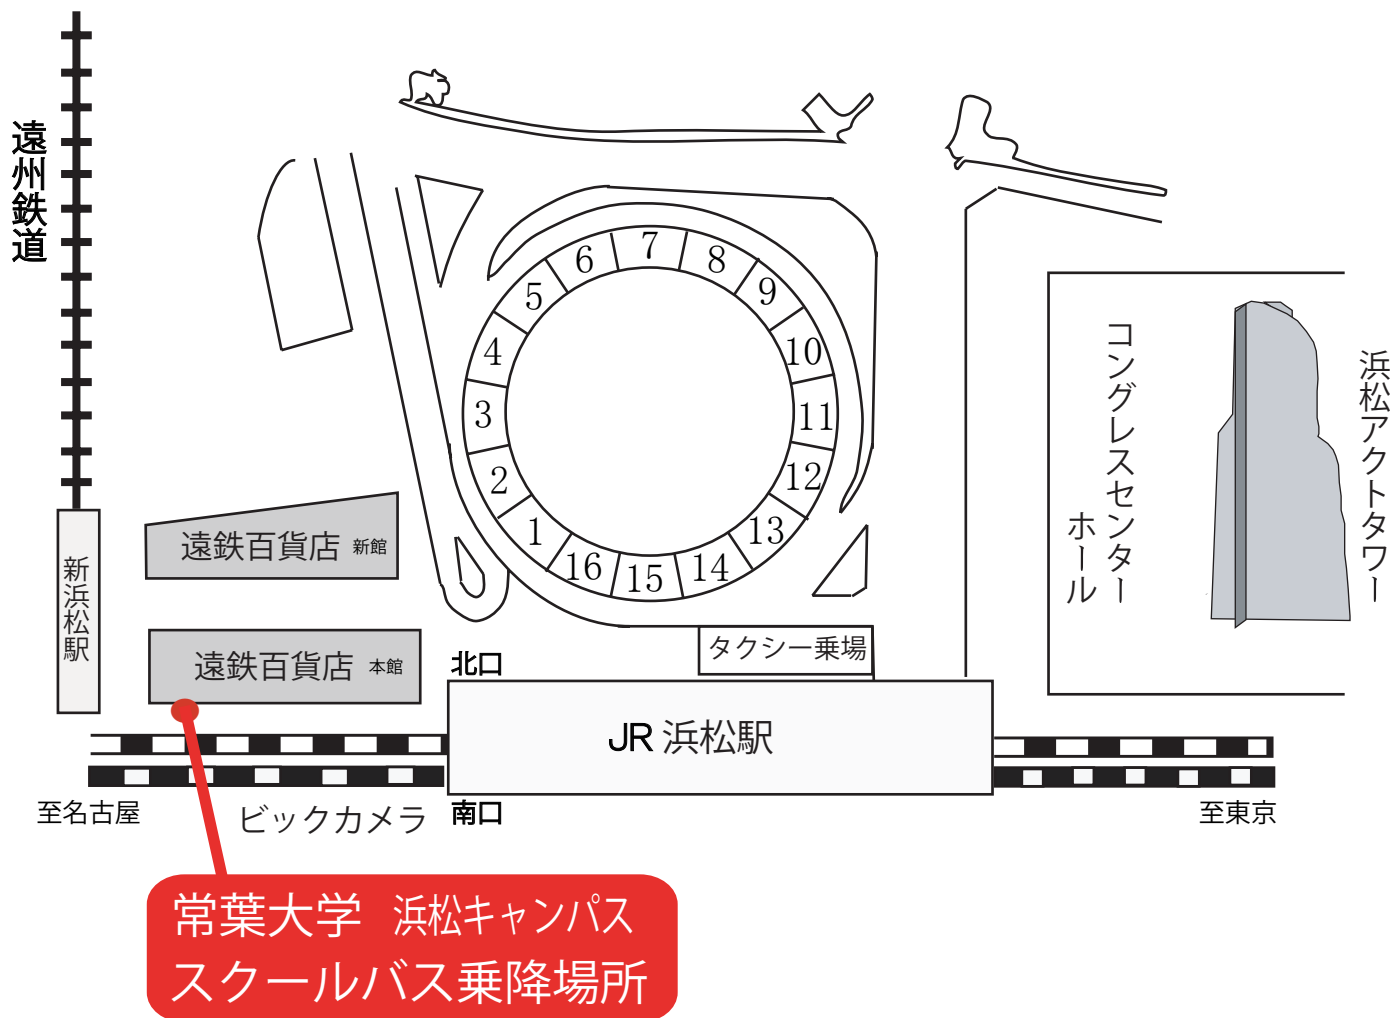 遠州鉄道
7
6
8
5
9
4
10
3
11
2
12
1
13
16
15
14
コングレスセンター
ホール
浜松アクトタワー
遠鉄百貨店 新館
新浜松駅
遠鉄百貨店 本館
北口
タクシー乗場
JR 浜松駅
至名古屋
ビックカメラ
南口
至東京
常葉大学 浜松キャンパス
スクールバス乗降場所